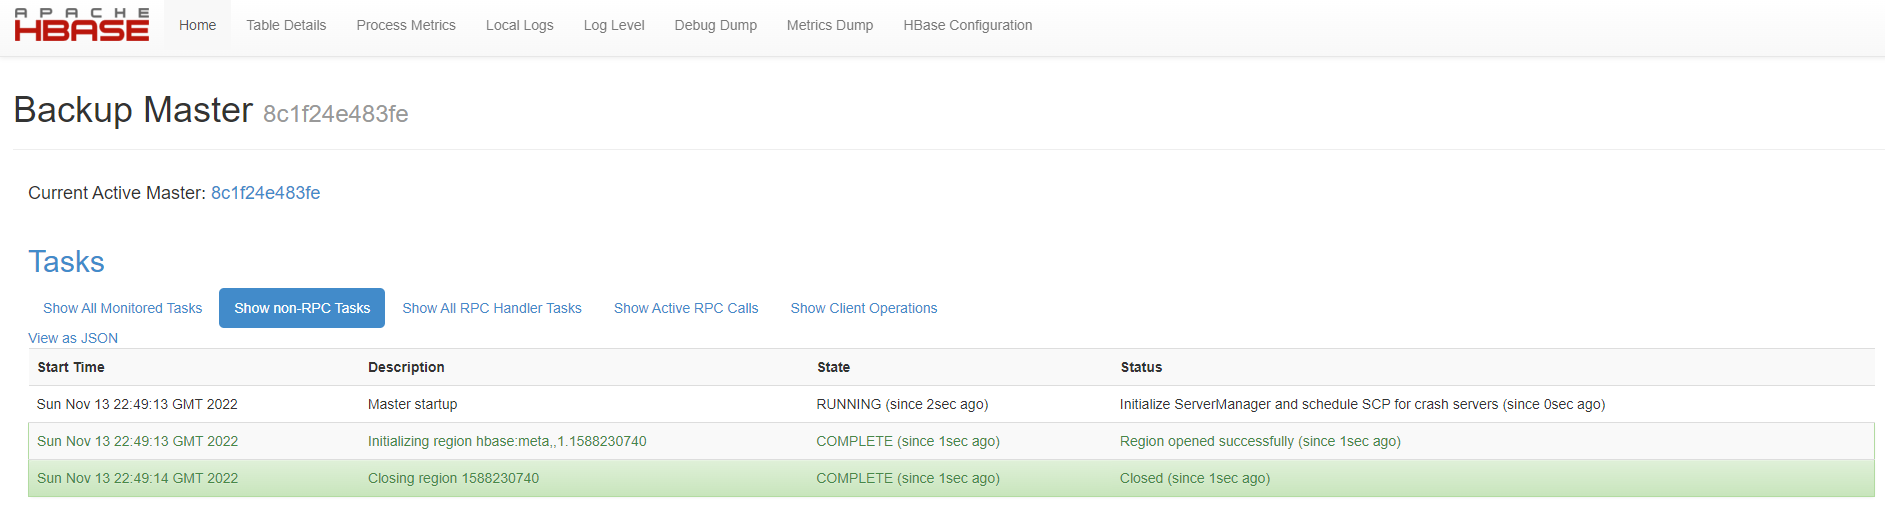 APACHE
HBASE
Home Table Details Process Metrics Local Logs Log Level Debug Dump Metrics Dump HBase Configuration
Backup Master 8c1f24e483fe
Current Active Master: 8c1f24e483fe
Tasks
Show All Monitored Tasks Show non-RPC Tasks Show All RPC Handler Tasks Show Active RPC Calls Show Client Operations
View as JSON
Start Time Description State Status
Sun Nov 13 22:49:13 GMT 2022 Master startup RUNNING (since 2sec ago) Initialize ServerManager and schedule SCP for crash servers (since 0sec ago)
Sun Nov 13 22:49:13 GMT 2022 Initializing region hbase:meta,,1.1588230740 COMPLETE (since 1sec ago) Region opened successfully (since 1sec ago)
Sun Nov 13 22:49:14 GMT 2022 Closing region 1588230740 COMPLETE (since 1sec ago) Closed (since 1sec ago)